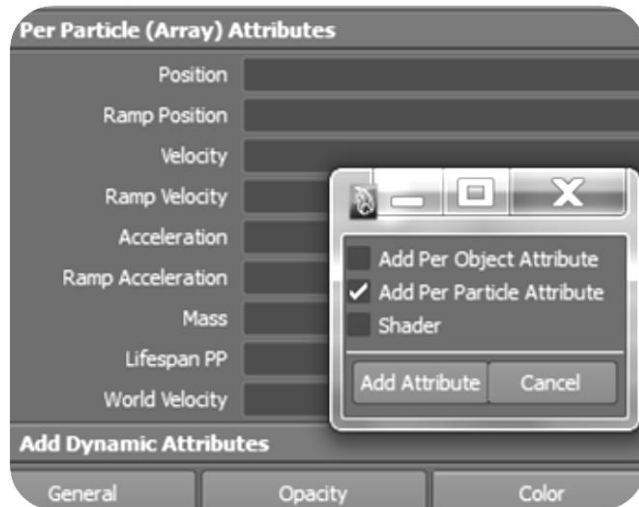 Per Particle (Array) Attributes
Position
Ramp Position
Velocity
Ramp Velocity
Acceleration
Ramp Acceleration
Mass
Lifespan PP
World Velocity
Add Per Object Attribute
Add Per Particle Attribute
Shader
Add Attribute Cancel
Add Dynamic Attributes
General Opacity Color